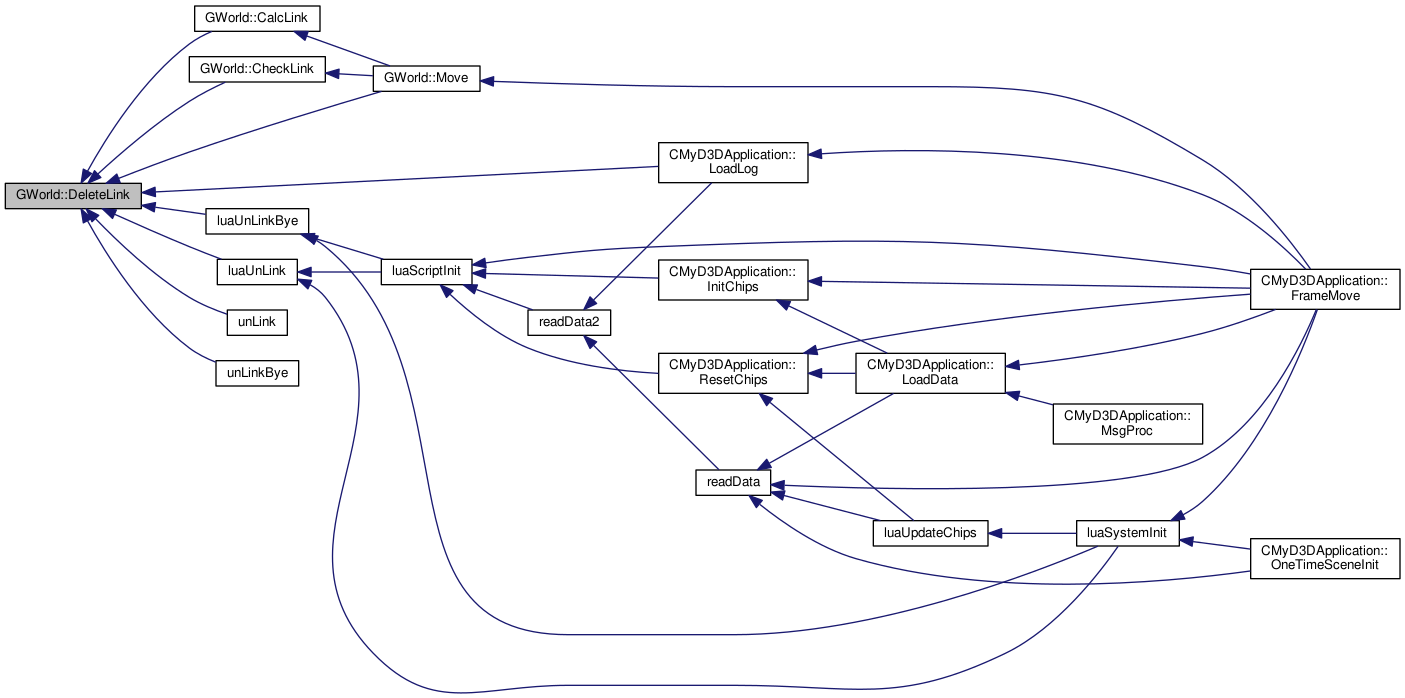 GWorld::CalcLink
GWorld::CheckLink
GWorld::Move
CMyD3DApplication::
LoadLog
GWorld::DeleteLink
luaUnLinkBye
luaUnLink
luaScriptInit
CMyD3DApplication::
InitChips
CMyD3DApplication::
FrameMove
unLink
readData2
unLinkBye
CMyD3DApplication::
ResetChips
CMyD3DApplication::
LoadData
CMyD3DApplication::
MsgProc
readData
luaUpdateChips
luaSystemInit
CMyD3DApplication::
OneTimeSceneInit